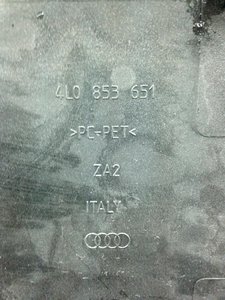 4L0 853 651
>PC-PET<
ZA2
ITALY